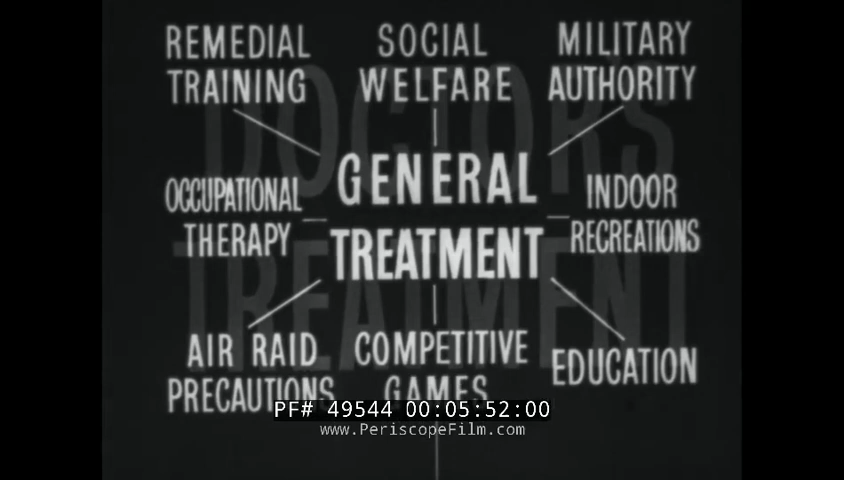 REMEDIAL TRAINING
SOCIAL WELFARE
MILITARY AUTHORITY
OCCUPATIONAL THERAPY
GENERAL TREATMENT
INDOOR RECREATIONS
AIR RAID PRECAUTIONS
COMPETITIVE GAMES
EDUCATION
DOCTOR'S TREATMENT
PF# 49544 00:05:52:00
www.PeriscopeFilm.com